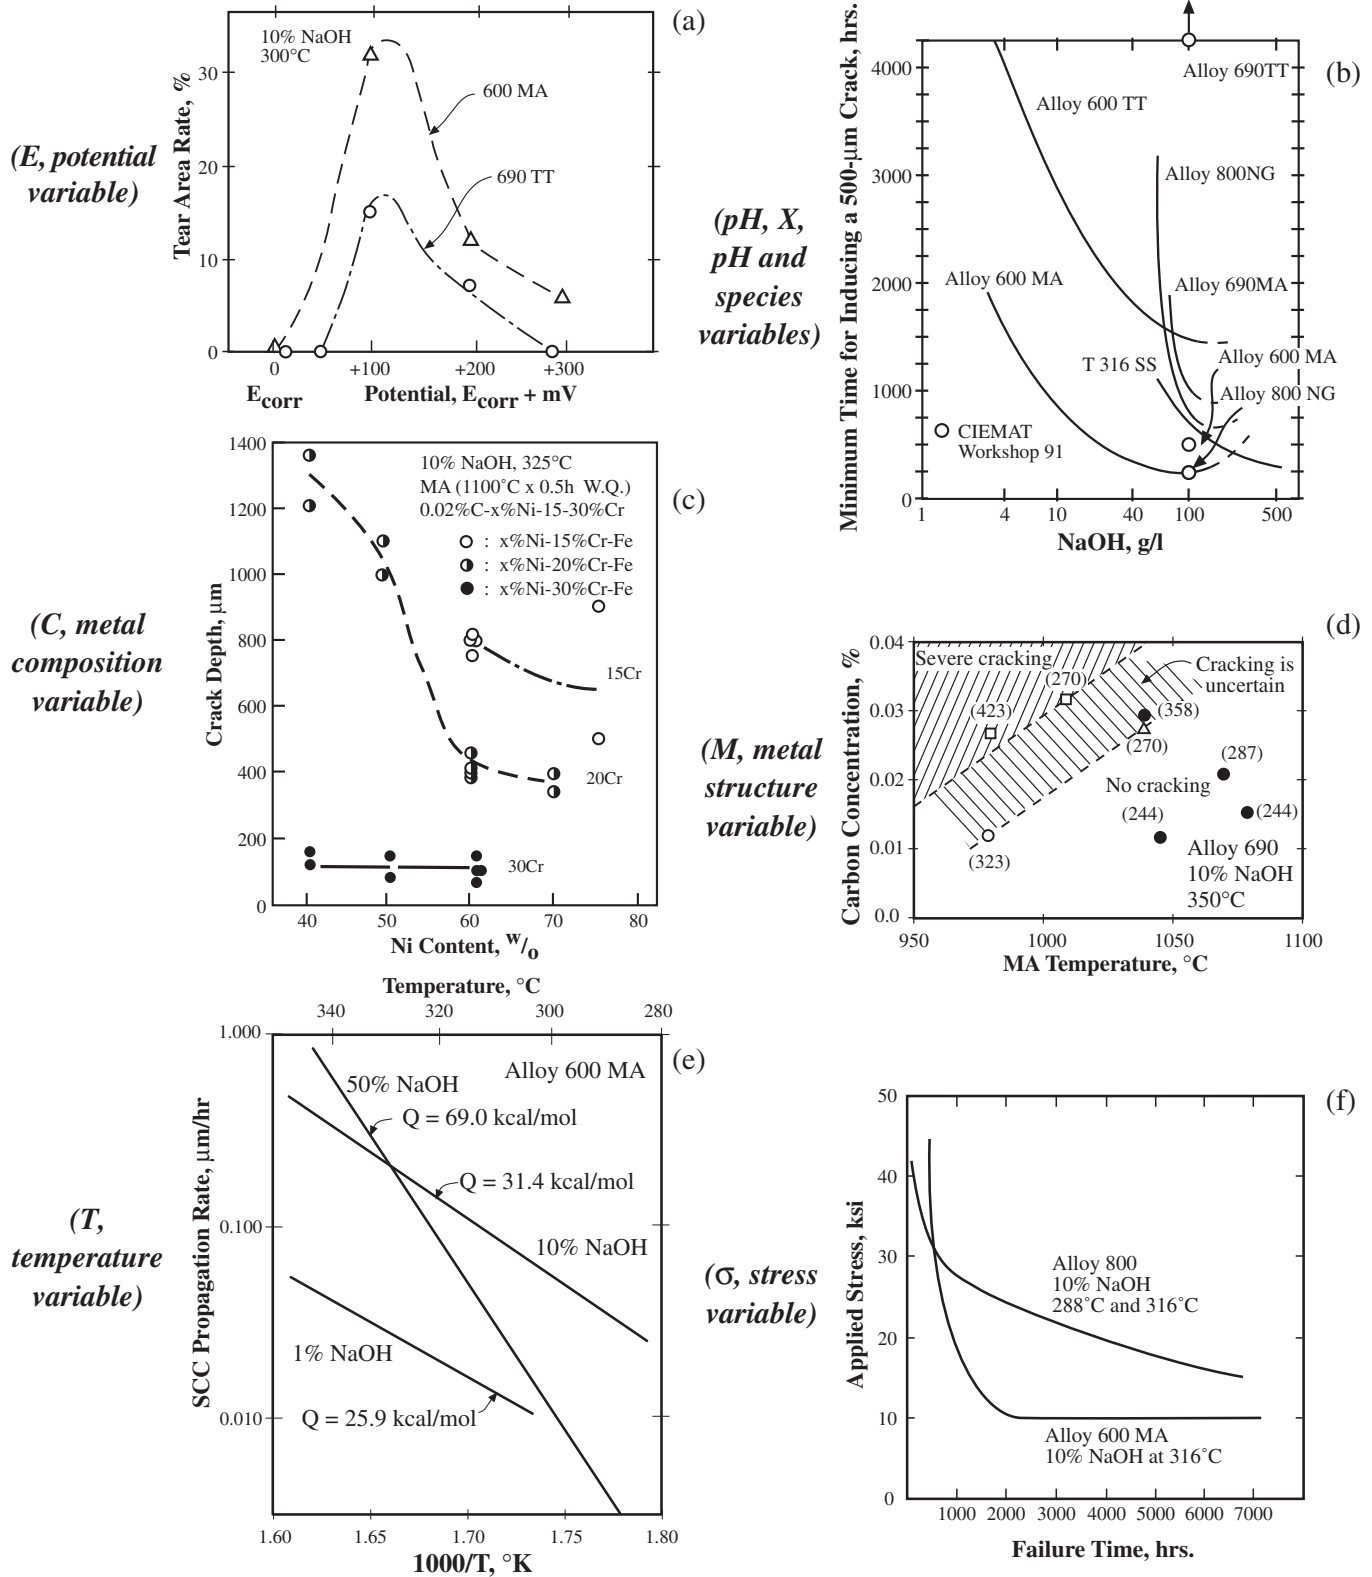 (a)
10% NaOH
300°C
30
20
10
0
Tear Area Rate, %
600 MA
690 TT
0
+100
+200
+300
Ecorr
Potential, Ecorr + mV
(E, potential
variable)
(b)
4000
3000
2000
1000
0
Minimum Time for Inducing a 500-μm Crack, hrs.
Alloy 690TT
Alloy 600 TT
Alloy 800NG
Alloy 600 MA
Alloy 690MA
T 316 SS
Alloy 600 MA
Alloy 800 NG
CIEMAT
Workshop 91
1
4
10
40
100
500
NaOH, g/l
(pH, X,
pH and
species
variables)
(c)
1400
1200
1000
800
600
400
200
0
Crack Depth, μm
10% NaOH, 325°C
MA (1100°C x 0.5h W.Q.)
0.02%C-x%Ni-15-30%Cr
: x%Ni-15%Cr-Fe
: x%Ni-20%Cr-Fe
: x%Ni-30%Cr-Fe
15Cr
20Cr
30Cr
40
50
60
70
80
Ni Content, w/o
(C, metal
composition
variable)
(d)
0.04
0.03
0.02
0.01
0.0
Carbon Concentration, %
Severe cracking
Cracking is
uncertain
(270)
(423)
(358)
(270)
(287)
No cracking
(244)
(244)
(323)
Alloy 690
10% NaOH
350°C
950
1000
1050
1100
MA Temperature, °C
(M, metal
structure
variable)
Temperature, °C
340
320
300
280
(e)
1.000
0.100
0.010
SCC Propagation Rate, μm/hr
Alloy 600 MA
50% NaOH
Q = 69.0 kcal/mol
Q = 31.4 kcal/mol
10% NaOH
1% NaOH
Q = 25.9 kcal/mol
1.60
1.65
1.70
1.75
1.80
1000/T, °K
(T,
temperature
variable)
(f)
50
40
30
20
10
0
Applied Stress, ksi
Alloy 800
10% NaOH
288°C and 316°C
Alloy 600 MA
10% NaOH at 316°C
1000
2000
3000
4000
5000
6000
7000
Failure Time, hrs.
(σ, stress
variable)